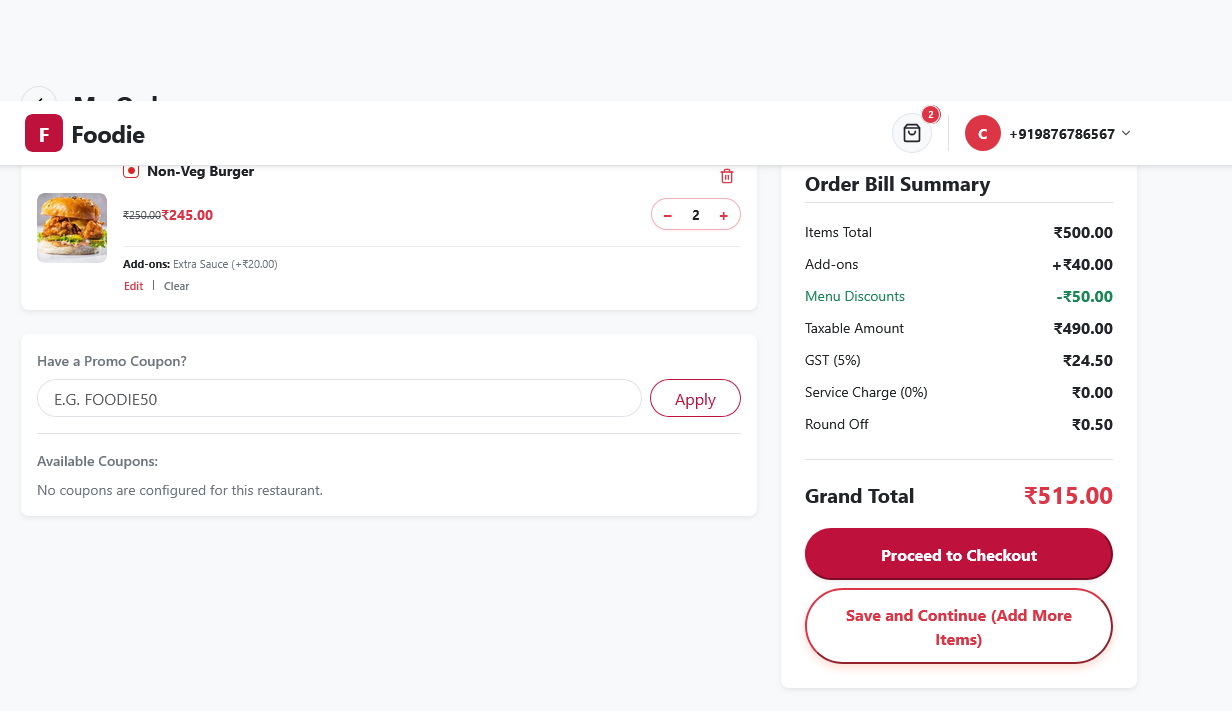 F Foodie
2
C +919876786567
Non-Veg Burger
₹250.00₹245.00
− 2 +
Add-ons: Extra Sauce (+₹20.00)
Edit | Clear
Have a Promo Coupon?
E.G. FOODIE50
Apply
Available Coupons:
No coupons are configured for this restaurant.
Order Bill Summary
Items Total ₹500.00
Add-ons +₹40.00
Menu Discounts -₹50.00
Taxable Amount ₹490.00
GST (5%) ₹24.50
Service Charge (0%) ₹0.00
Round Off ₹0.50
Grand Total ₹515.00
Proceed to Checkout
Save and Continue (Add More
Items)